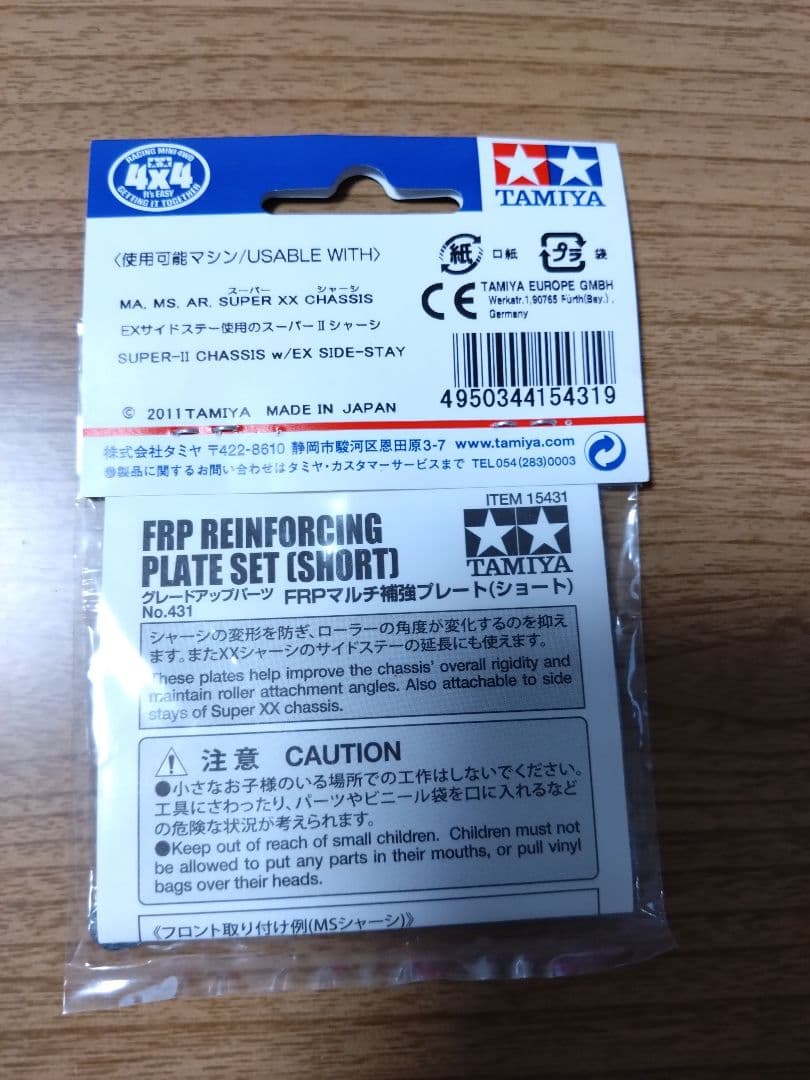 RACING MINI 4WD
4x4
It's EASY
GETTING IT TOGETHER
TAMIYA
〈使用可能マシン/USABLE WITH〉
紙 口紙 プラ 袋
スーパー シャーシ
MA, MS, AR, SUPER XX CHASSIS
EXサイドステー使用のスーパーⅡシャーシ
SUPER-II CHASSIS w/EX SIDE-STAY
CE TAMIYA EUROPE GMBH
Werkstr.1,90765 Fürth(Bay.),
Germany
4950344154319
© 2011 TAMIYA MADE IN JAPAN
株式会社タミヤ 〒422-8610 静岡市駿河区恩田原3-7 www.tamiya.com
製品に関するお問い合わせはタミヤ・カスタマーサービスまで TEL 054(283)0003
ITEM 15431
FRP REINFORCING
PLATE SET (SHORT)
TAMIYA
グレードアップパーツ
No.431
FRPマルチ補強プレート(ショート)
シャーシの変形を防ぎ、ローラーの角度が変化するのを抑え
ます。またXXシャーシのサイドステーの延長にも使えます。
These plates help improve the chassis' overall rigidity and
maintain roller attachment angles. Also attachable to side
stays of Super XX chassis.
注意 CAUTION
●小さなお子様のいる場所での工作はしないでください。
工具にさわったり、パーツやビニール袋を口に入れるなど
の危険な状況が考えられます。
●Keep out of reach of small children. Children must not
be allowed to put any parts in their mouths, or pull vinyl
bags over their heads.
《フロント取り付け例(MSシャーシ)》